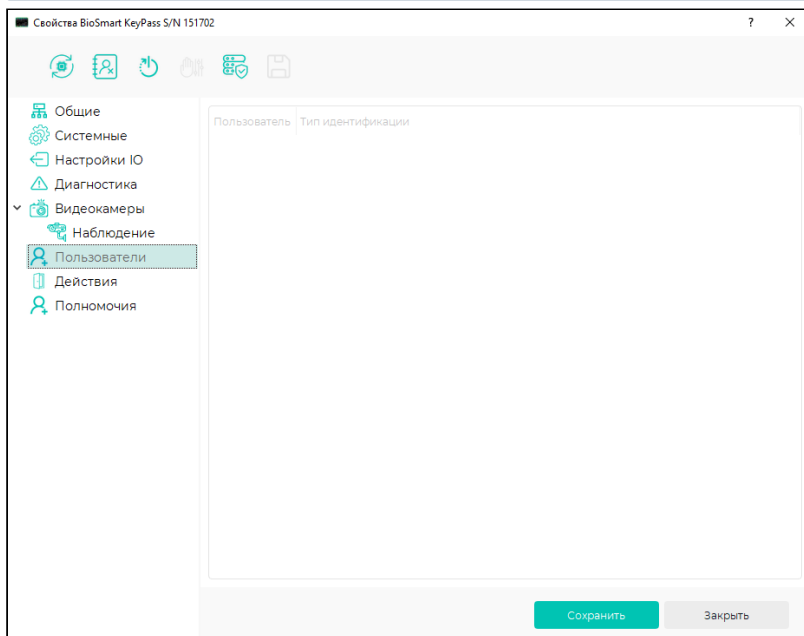 Свойства BioSmart KeyPass S/N 151702
?
Общие
Системные
Настройки IO
Диагностика
Видеокамеры
Наблюдение
Пользователи
Действия
Полномочия
Пользователь Тип идентификации
Сохранить Закрыть